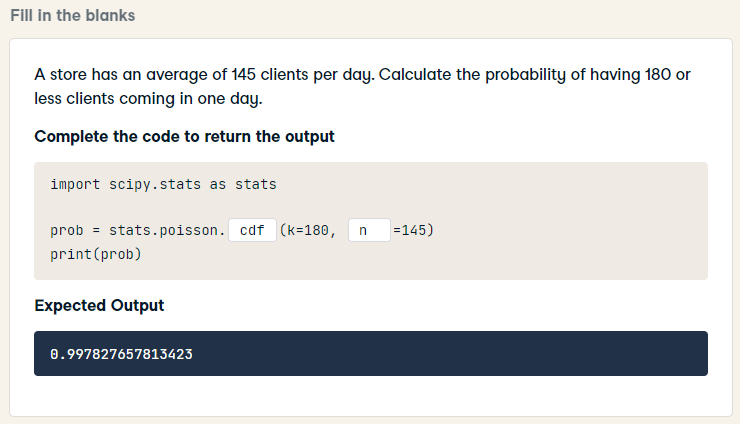 Fill in the blanks
A store has an average of 145 clients per day. Calculate the probability of having 180 or
less clients coming in one day.
Complete the code to return the output
import scipy.stats as stats
prob = stats.poisson. cdf (k=180, n =145)
print(prob)
Expected Output
0.997827657813423